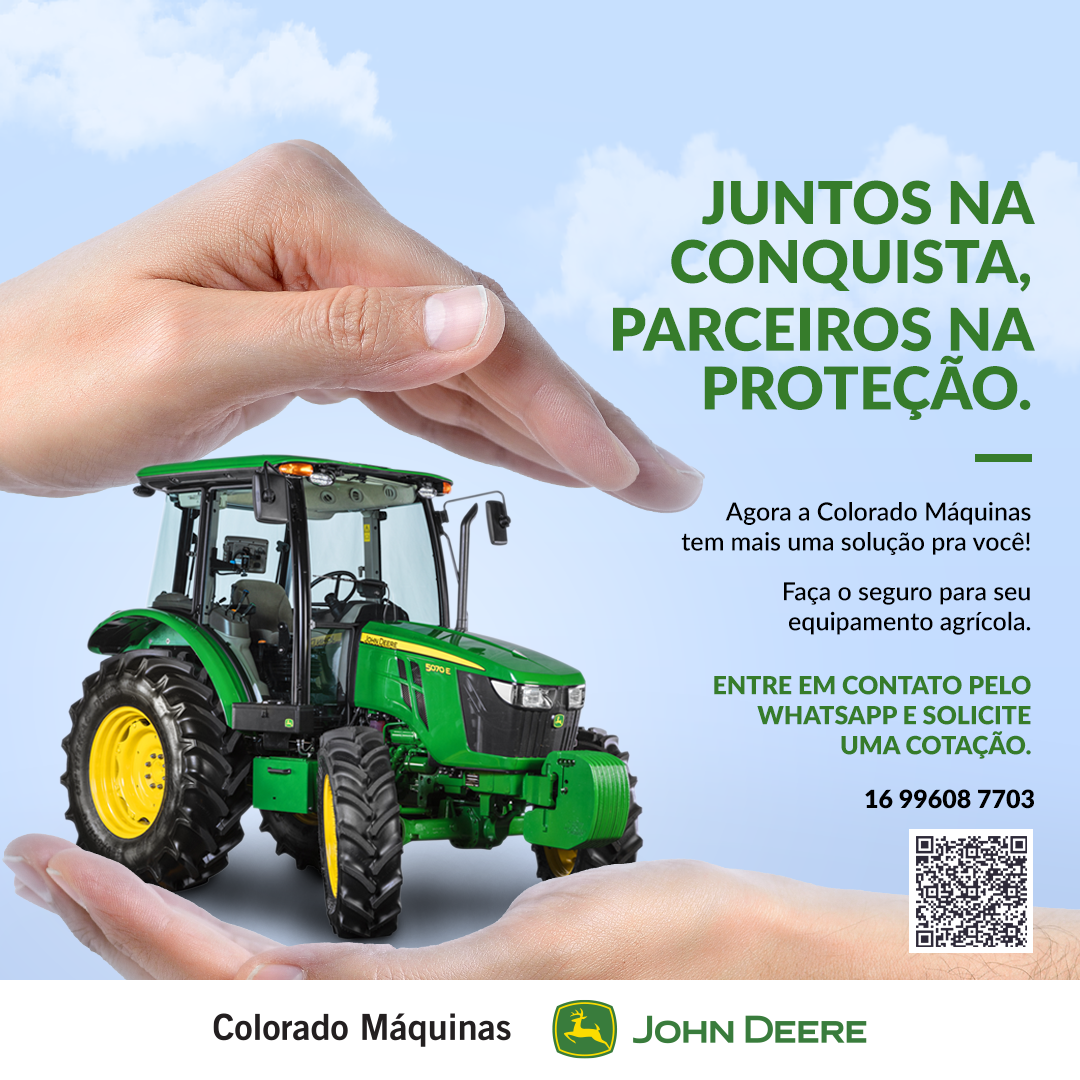 JUNTOS NA
CONQUISTA,
PARCEIROS NA
PROTEÇÃO.
Agora a Colorado Máquinas
tem mais uma solução pra você!
Faça o seguro para seu
equipamento agrícola.
ENTRE EM CONTATO PELO
WHATSAPP E SOLICITE
UMA COTAÇÃO.
16 99608 7703
JOHN DEERE
5070 E
Colorado Máquinas
JOHN DEERE